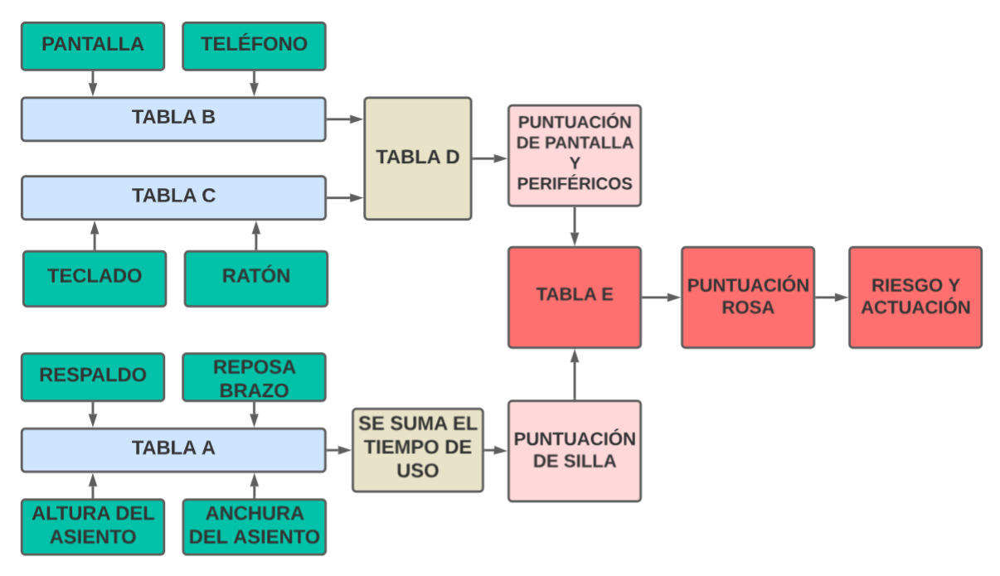 PANTALLA
TELÉFONO
TABLA B
TABLA C
TECLADO
RATÓN
TABLA D
PUNTUACIÓN
DE PANTALLA
Y
PERIFÉRICOS
TABLA E
PUNTUACIÓN
ROSA
RIESGO Y
ACTUACIÓN
RESPALDO
REPOSA
BRAZO
TABLA A
ALTURA DEL
ASIENTO
ANCHURA
DEL ASIENTO
SE SUMA EL
TIEMPO DE
USO
PUNTUACIÓN
DE SILLA